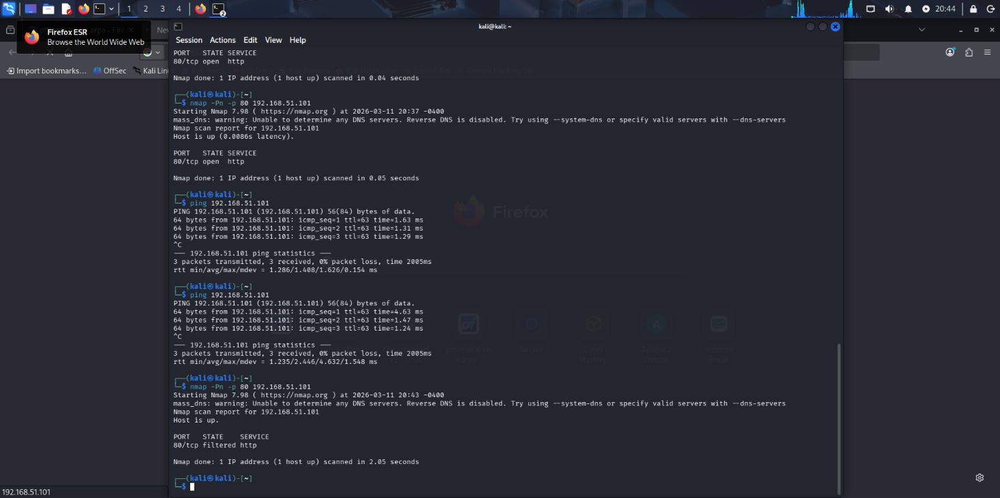 1 2 3 4
2
20:44
Firefox ESR
Browse the World Wide Web
kali@kali: ~
Session Actions Edit View Help
Import bookmarks... OffSec
PORT   STATE SERVICE
80/tcp open  http
Nmap done: 1 IP address (1 host up) scanned in 0.04 seconds
┌──(kali㉿kali)-[~]
└─$ nmap -Pn -p 80 192.168.51.101
Starting Nmap 7.98 ( https://nmap.org ) at 2026-03-11 20:37 -0400
mass_dns: warning: Unable to determine any DNS servers. Reverse DNS is disabled. Try using --system-dns or specify valid servers with --dns-servers
Nmap scan report for 192.168.51.101
Host is up (0.0086s latency).
PORT   STATE SERVICE
80/tcp open  http
Nmap done: 1 IP address (1 host up) scanned in 0.05 seconds
┌──(kali㉿kali)-[~]
└─$ ping 192.168.51.101
PING 192.168.51.101 (192.168.51.101) 56(84) bytes of data.
64 bytes from 192.168.51.101: icmp_seq=1 ttl=63 time=1.63 ms
64 bytes from 192.168.51.101: icmp_seq=2 ttl=63 time=1.31 ms
64 bytes from 192.168.51.101: icmp_seq=3 ttl=63 time=1.29 ms
^C
--- 192.168.51.101 ping statistics ---
3 packets transmitted, 3 received, 0% packet loss, time 2005ms
rtt min/avg/max/mdev = 1.286/1.408/1.626/0.154 ms
┌──(kali㉿kali)-[~]
└─$ ping 192.168.51.101
PING 192.168.51.101 (192.168.51.101) 56(84) bytes of data.
64 bytes from 192.168.51.101: icmp_seq=1 ttl=63 time=4.63 ms
64 bytes from 192.168.51.101: icmp_seq=2 ttl=63 time=1.47 ms
64 bytes from 192.168.51.101: icmp_seq=3 ttl=63 time=1.24 ms
^C
--- 192.168.51.101 ping statistics ---
3 packets transmitted, 3 received, 0% packet loss, time 2005ms
rtt min/avg/max/mdev = 1.235/2.446/4.632/1.548 ms
┌──(kali㉿kali)-[~]
└─$ nmap -Pn -p 80 192.168.51.101
Starting Nmap 7.98 ( https://nmap.org ) at 2026-03-11 20:43 -0400
mass_dns: warning: Unable to determine any DNS servers. Reverse DNS is disabled. Try using --system-dns or specify valid servers with --dns-servers
Nmap scan report for 192.168.51.101
Host is up.
PORT   STATE    SERVICE
80/tcp filtered http
Nmap done: 1 IP address (1 host up) scanned in 2.05 seconds
┌──(kali㉿kali)-[~]
└─$
Firefox
192.168.51.101